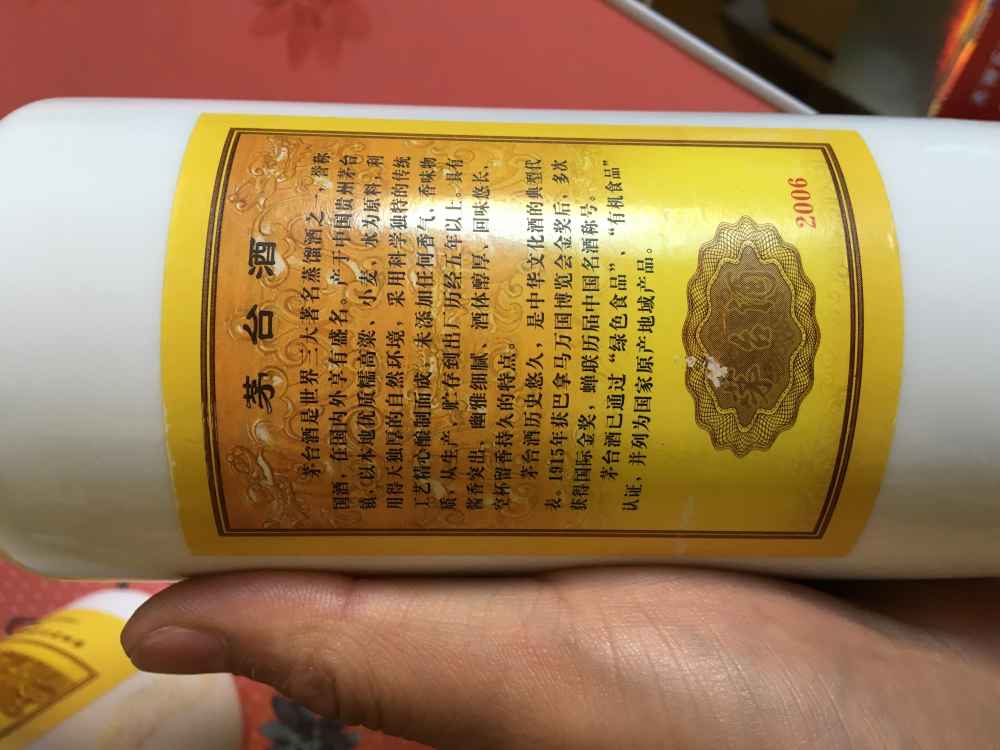 茅台酒
茅台酒是世界三大著名蒸馏酒之一，誉称
国酒，在国内外享有盛名。产于中国贵州茅台
镇；以本地优质糯高粱、小麦、水为原料，利
用得天独厚的自然环境，采用科学独特的传统
工艺精心酿制而成，未添加任何香气、香味物
质，从生产，贮存到出厂历经五年以上。具有
酱香突出、幽雅细腻、酒体醇厚、回味悠长、
空杯留香持久的特点。
茅台酒历史悠久，是中华文化酒的典型代
表。1915年获巴拿马万国博览会金奖后，多次
获得国际金奖，蝉联历届中国名酒称号。
茅台酒已通过“绿色食品”、“有机食品”
认证，并列为国家原产地域产品。
茅台酒
2006